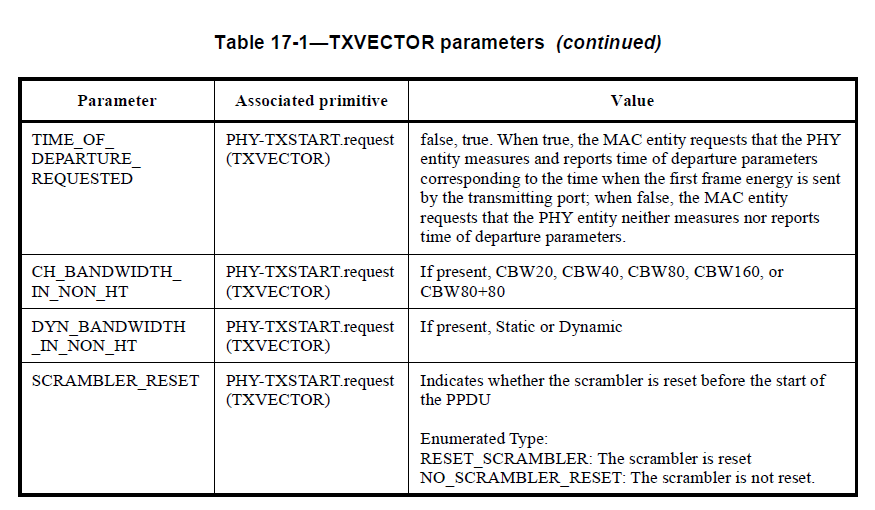 Table 17-1—TXVECTOR parameters (continued)
Parameter
Associated primitive
Value
TIME_OF_
DEPARTURE_
REQUESTED
PHY-TXSTART.request
(TXVECTOR)
false, true. When true, the MAC entity requests that the PHY
entity measures and reports time of departure parameters
corresponding to the time when the first frame energy is sent
by the transmitting port; when false, the MAC entity
requests that the PHY entity neither measures nor reports
time of departure parameters.
CH_BANDWIDTH_
IN_NON_HT
PHY-TXSTART.request
(TXVECTOR)
If present, CBW20, CBW40, CBW80, CBW160, or
CBW80+80
DYN_BANDWIDTH
_IN_NON_HT
PHY-TXSTART.request
(TXVECTOR)
If present, Static or Dynamic
SCRAMBLER_RESET
PHY-TXSTART.request
(TXVECTOR)
Indicates whether the scrambler is reset before the start of
the PPDU
Enumerated Type:
RESET_SCRAMBLER: The scrambler is reset
NO_SCRAMBLER_RESET: The scrambler is not reset.